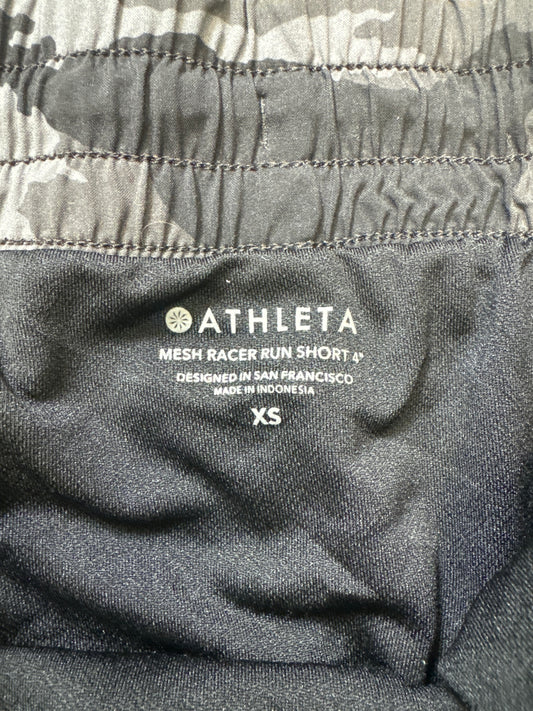 ATHLETA
MESH RACER RUN SHORT 4"
DESIGNED IN SAN FRANCISCO
MADE IN INDONESIA
XS